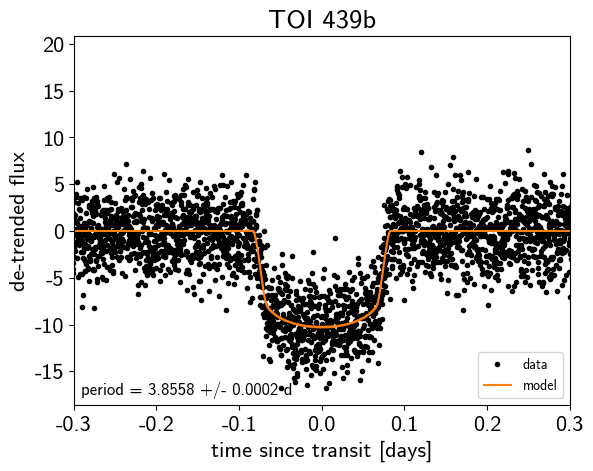 TOI 439b
20
15
10
5
0
-5
-10
-15
de-trended flux
period = 3.8558 +/- 0.0002 d
data
model
-0.3 -0.2 -0.1 0.0 0.1 0.2 0.3
time since transit [days]